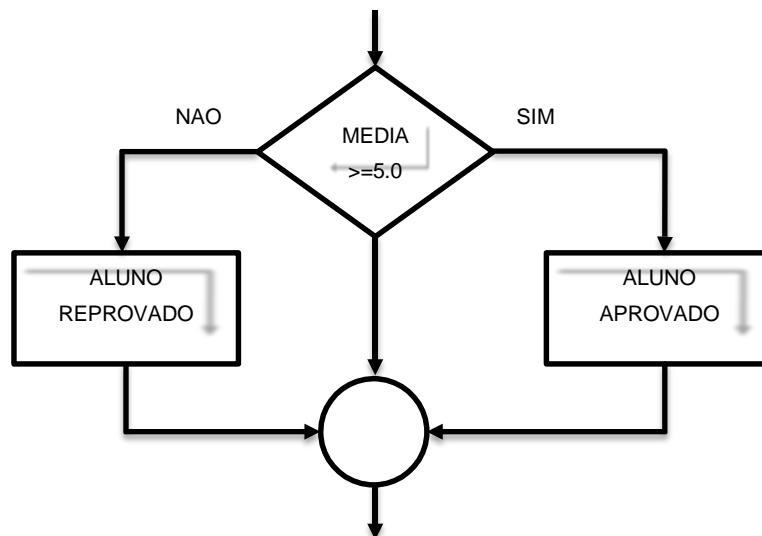 NAO
SIM
MEDIA
>=5.0
ALUNO
REPROVADO
ALUNO
APROVADO